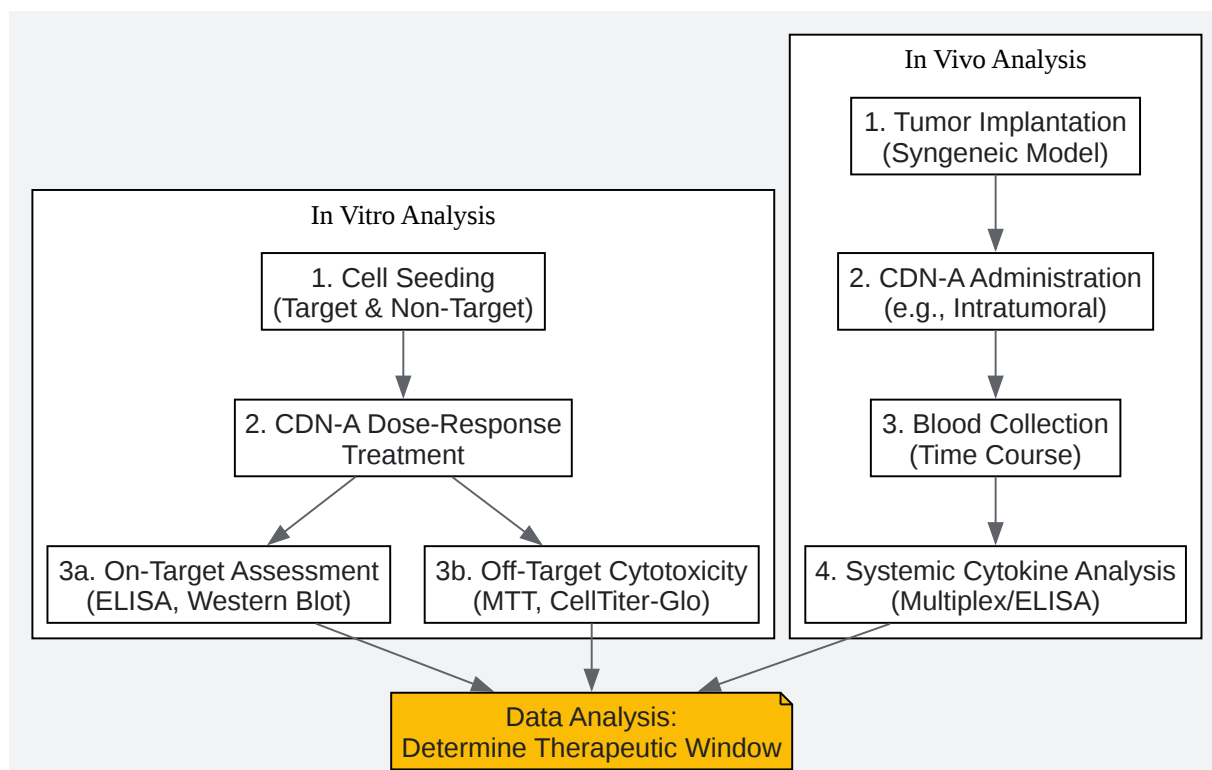 In Vitro Analysis
1. Cell Seeding
(Target & Non-Target)
2. CDN-A Dose-Response
Treatment
3a. On-Target Assessment
(ELISA, Western Blot)
3b. Off-Target Cytotoxicity
(MTT, CellTiter-Glo)
In Vivo Analysis
1. Tumor Implantation
(Syngeneic Model)
2. CDN-A Administration
(e.g., Intratumoral)
3. Blood Collection
(Time Course)
4. Systemic Cytokine Analysis
(Multiplex/ELISA)
Data Analysis:
Determine Therapeutic Window